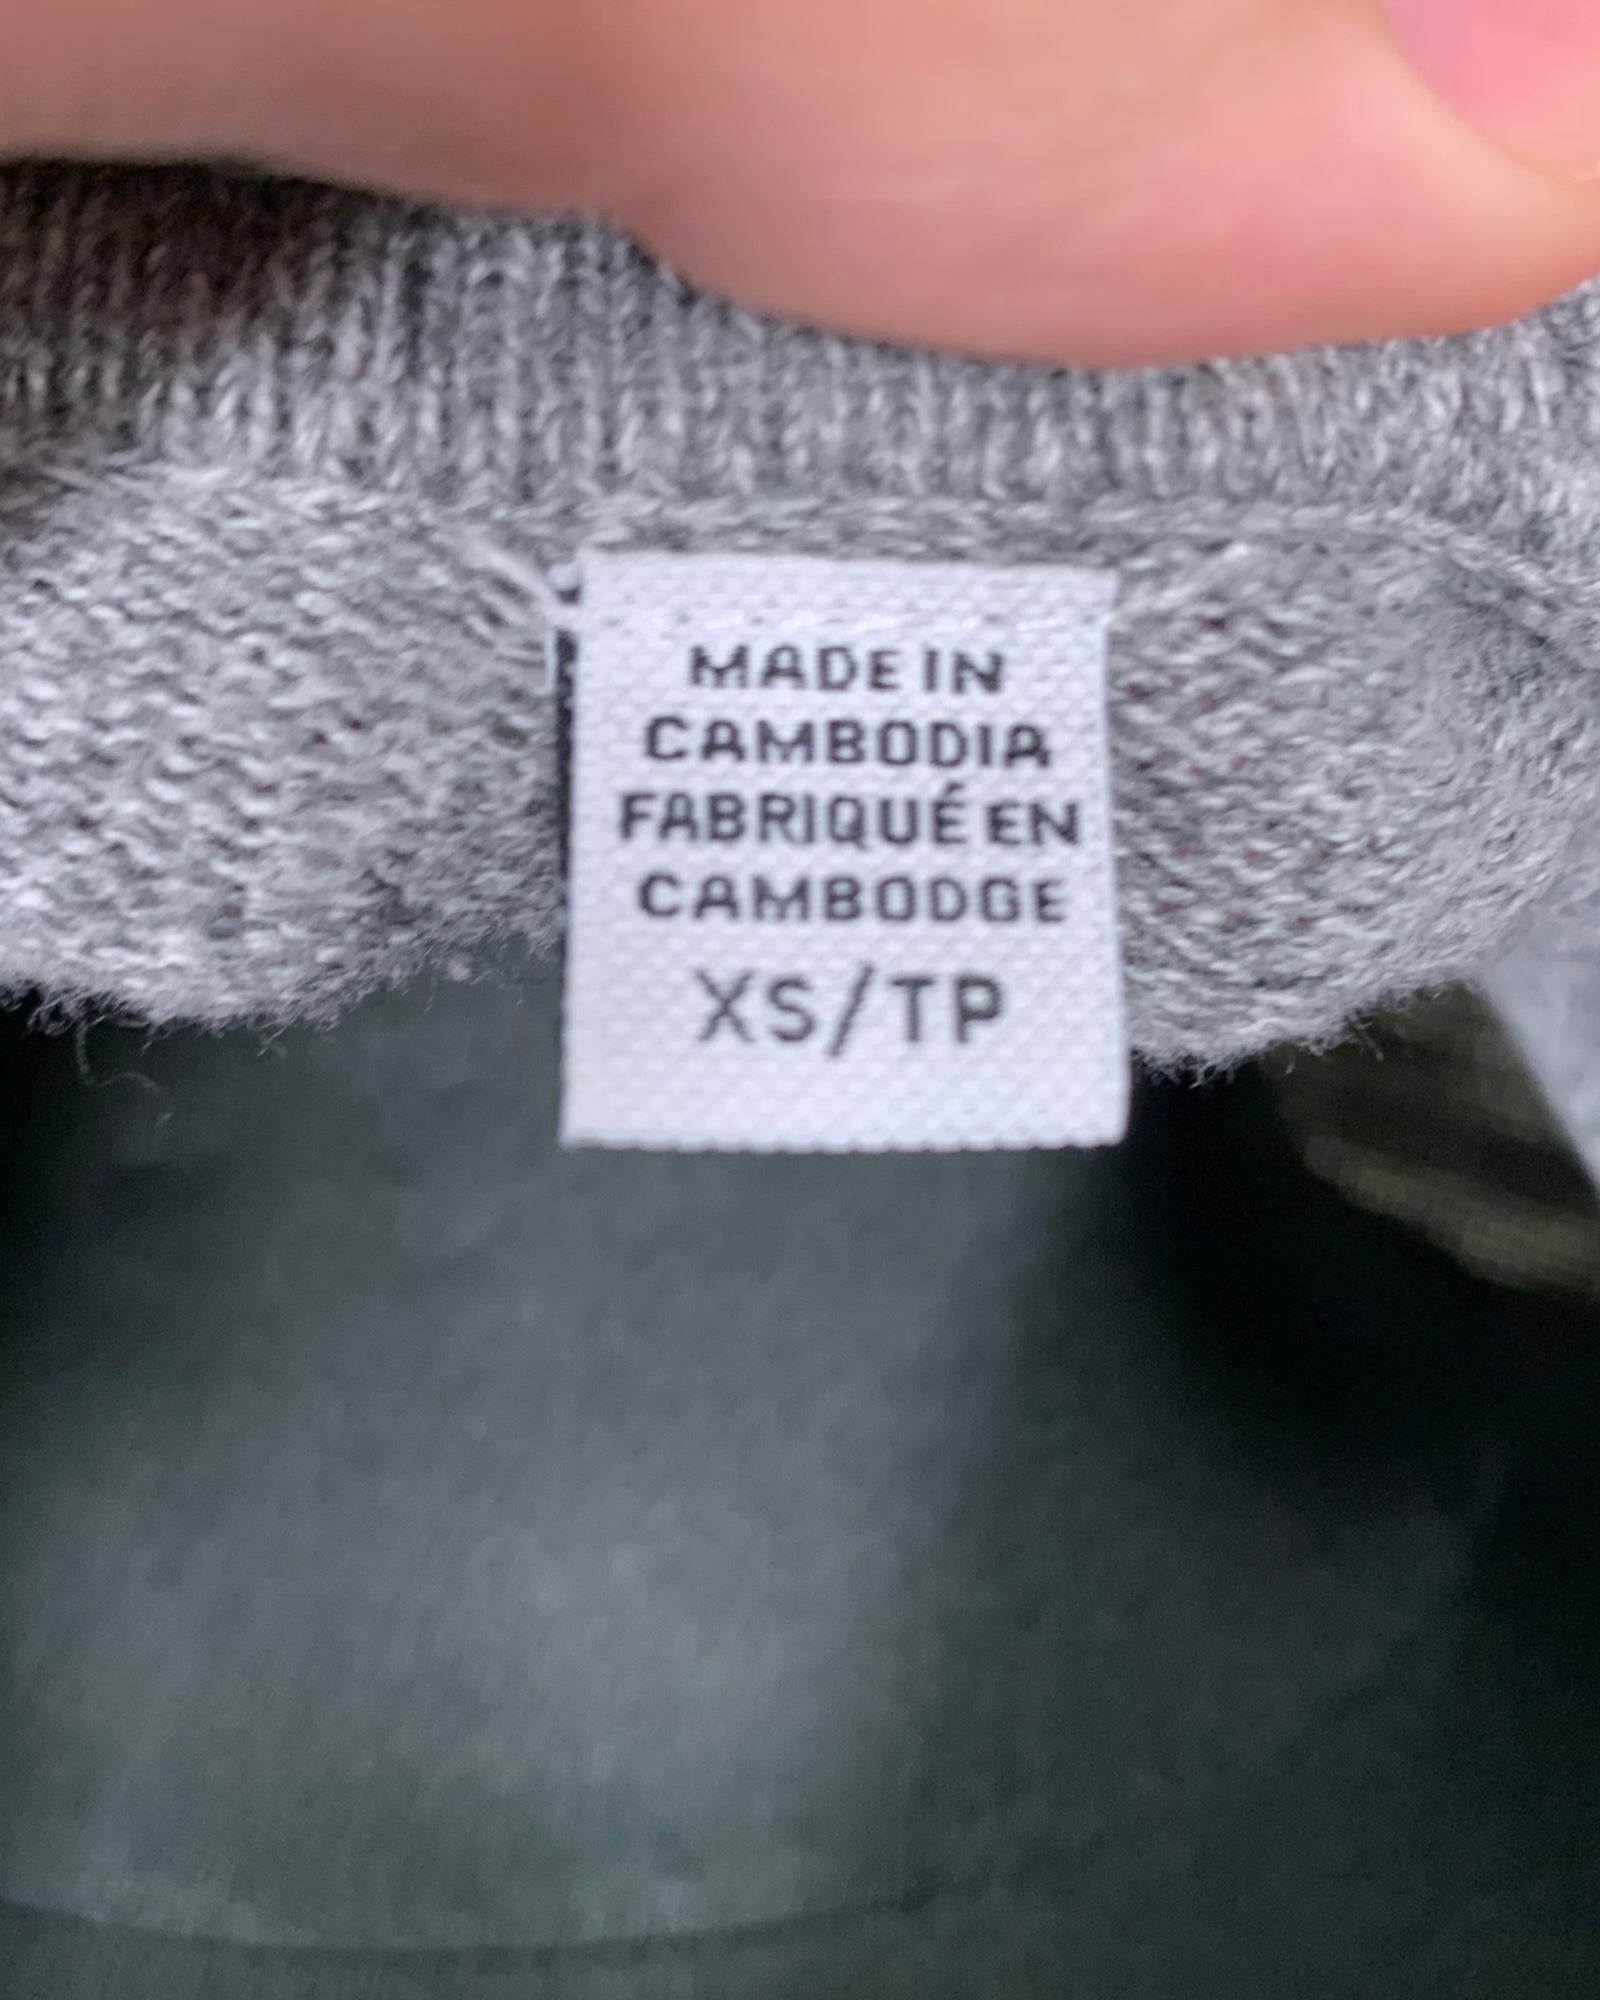 MADE IN
CAMBODIA
FABRIQUÉ EN
CAMBODGE
XS/TP